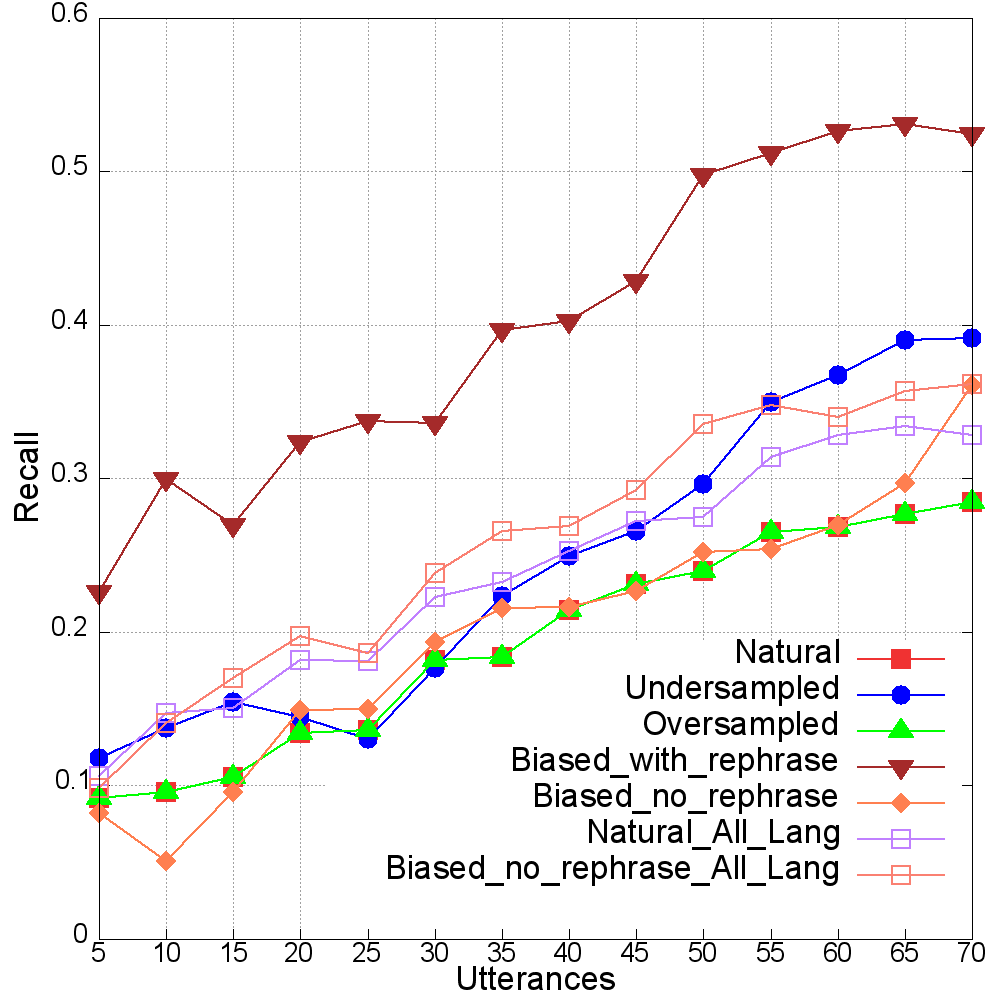 0.6
0.5
0.4
0.3
0.2
0.1
0
Recall
Natural
Undersampled
Oversampled
Biased_with_rephrase
Biased_no_rephrase
Natural_All_Lang
Biased_no_rephrase_All_Lang
5 10 15 20 25 30 35 40 45 50 55 60 65 70
Utterances